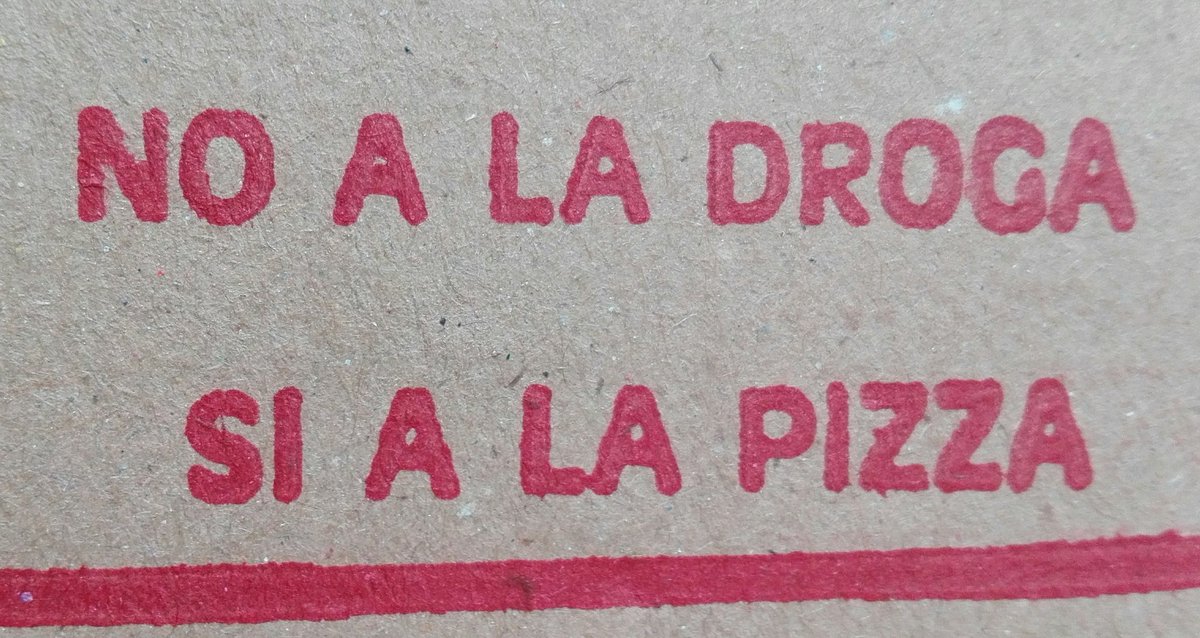 NO A LA DROGA
SI A LA PIZZA